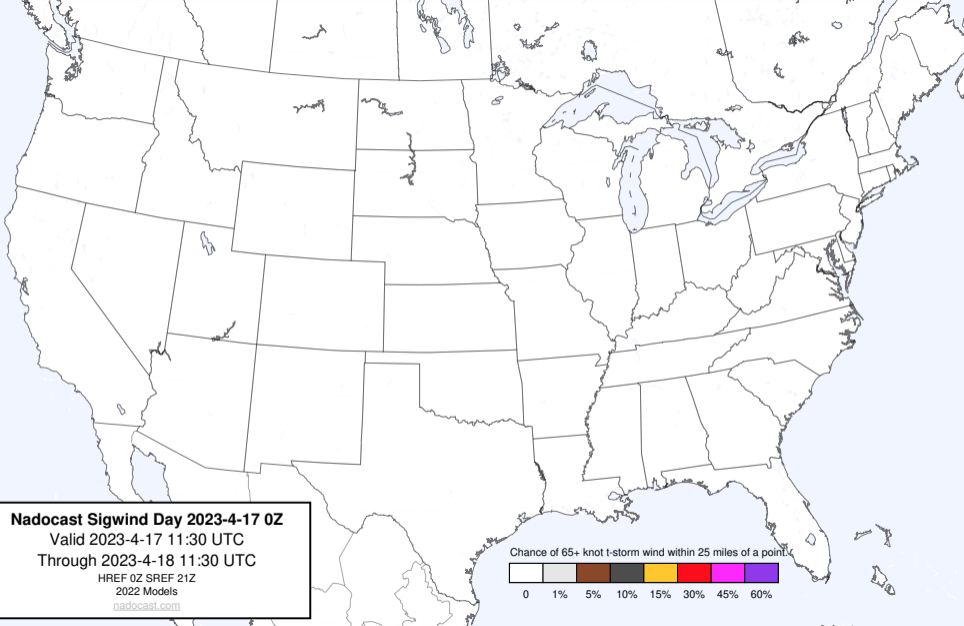 Nadocast Sigwind Day 2023-4-17 0Z
Valid 2023-4-17 11:30 UTC
Through 2023-4-18 11:30 UTC
HREF 0Z SREF 21Z
2022 Models
nadocast.com
Chance of 65+ knot t-storm wind within 25 miles of a point.
0 1% 5% 10% 15% 30% 45% 60%